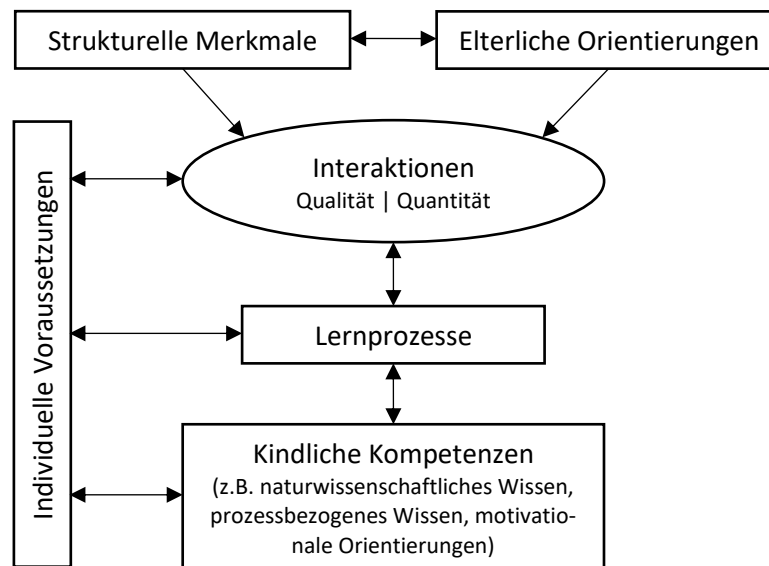 Strukturelle Merkmale
Elterliche Orientierungen
Individuelle Voraussetzungen
Interaktionen
Qualität | Quantität
Lernprozesse
Kindliche Kompetenzen
(z.B. naturwissenschaftliches Wissen,
prozessbezogenes Wissen, motivatio-
nale Orientierungen)